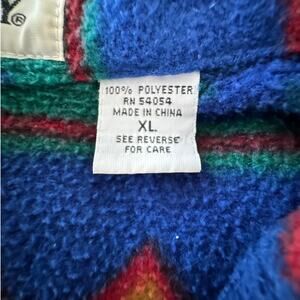 Y®
100% POLYESTER
RN 54054
MADE IN CHINA
XL
SEE REVERSE
FOR CARE